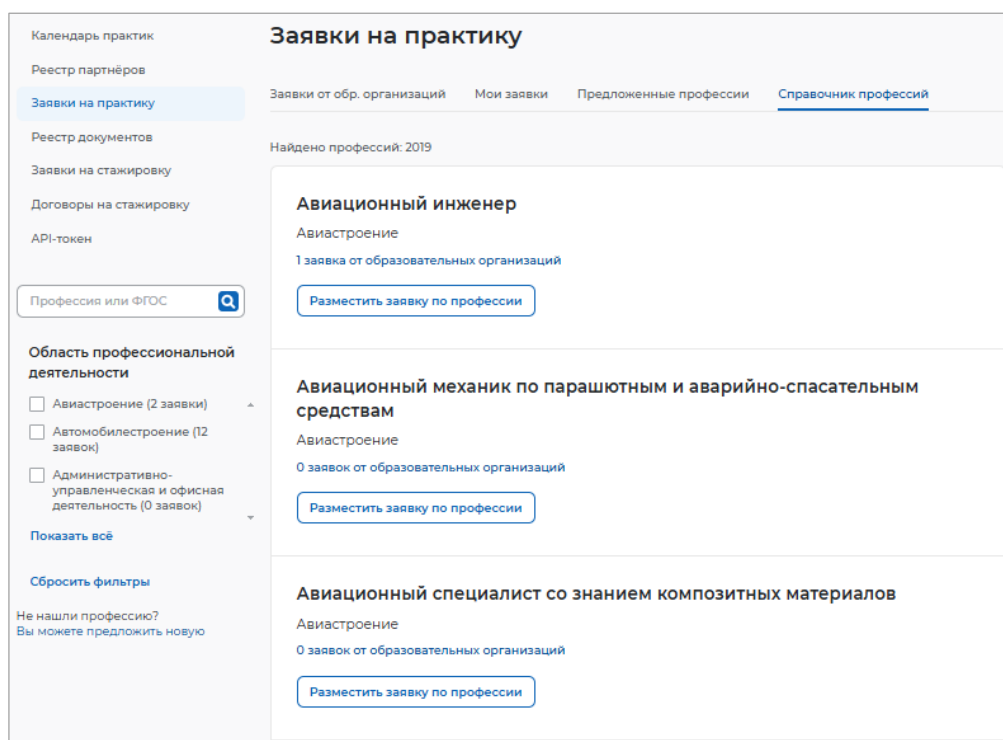 Календарь практик
Реестр партнёров
Заявки на практику
Реестр документов
Заявки на стажировку
Договоры на стажировку
API-токен
Профессия или ФГОС
Область профессиональной
деятельности
Авиастроение (2 заявки)
Автомобилестроение (12
заявок)
Административно-
управленческая и офисная
деятельность (0 заявок)
Показать всё
Сбросить фильтры
Не нашли профессию?
Вы можете предложить новую
Заявки на практику
Заявки от обр. организаций
Мои заявки
Предложенные профессии
Справочник профессий
Найдено профессий: 2019
Авиационный инженер
Авиастроение
1 заявка от образовательных организаций
Разместить заявку по профессии
Авиационный механик по парашютным и аварийно-спасательным
средствам
Авиастроение
0 заявок от образовательных организаций
Разместить заявку по профессии
Авиационный специалист со знанием композитных материалов
Авиастроение
0 заявок от образовательных организаций
Разместить заявку по профессии